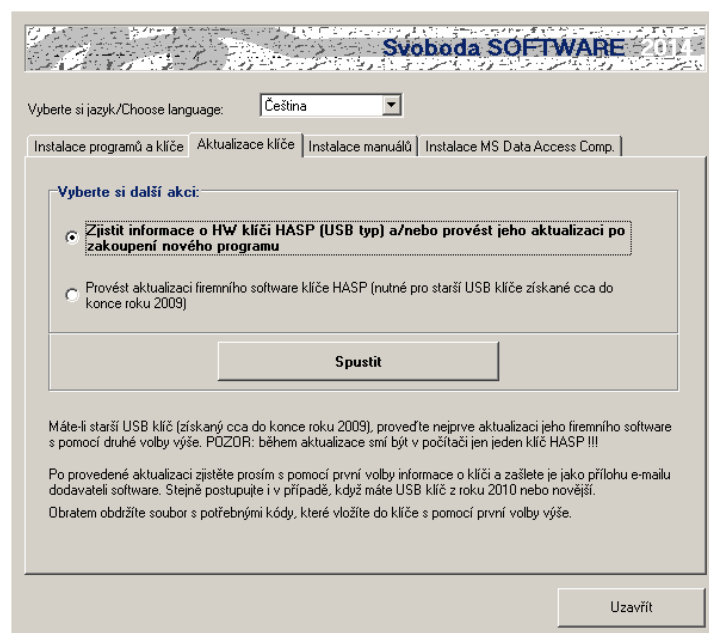 Svoboda SOFTWARE 2014
Vyberte si jazyk/Choose language: Čeština
Instalace programů a klíče Aktualizace klíče Instalace manuálů Instalace MS Data Access Comp.
Vyberte si další akci:
Zjistit informace o HW klíči HASP (USB typ) a/nebo provést jeho aktualizaci po
zakoupení nového programu
Provést aktualizaci firemního software klíče HASP (nutné pro starší USB klíče získané cca do
konce roku 2009)
Spustit
Máte-li starší USB klíč (získaný cca do konce roku 2009), proveďte nejprve aktualizaci jeho firemního software
s pomocí druhé volby výše. POZOR: během aktualizace smí být v počítači jen jeden klíč HASP !!!
Po provedené aktualizaci zjistěte prosím s pomocí první volby informace o klíči a zašlete je jako přílohu e-mailu
dodavateli software. Stejně postupujte i v případě, když máte USB klíč z roku 2010 nebo novější.
Obratem obdržíte soubor s potřebnými kódy, které vložíte do klíče s pomocí první volby výše.
Uzavřít